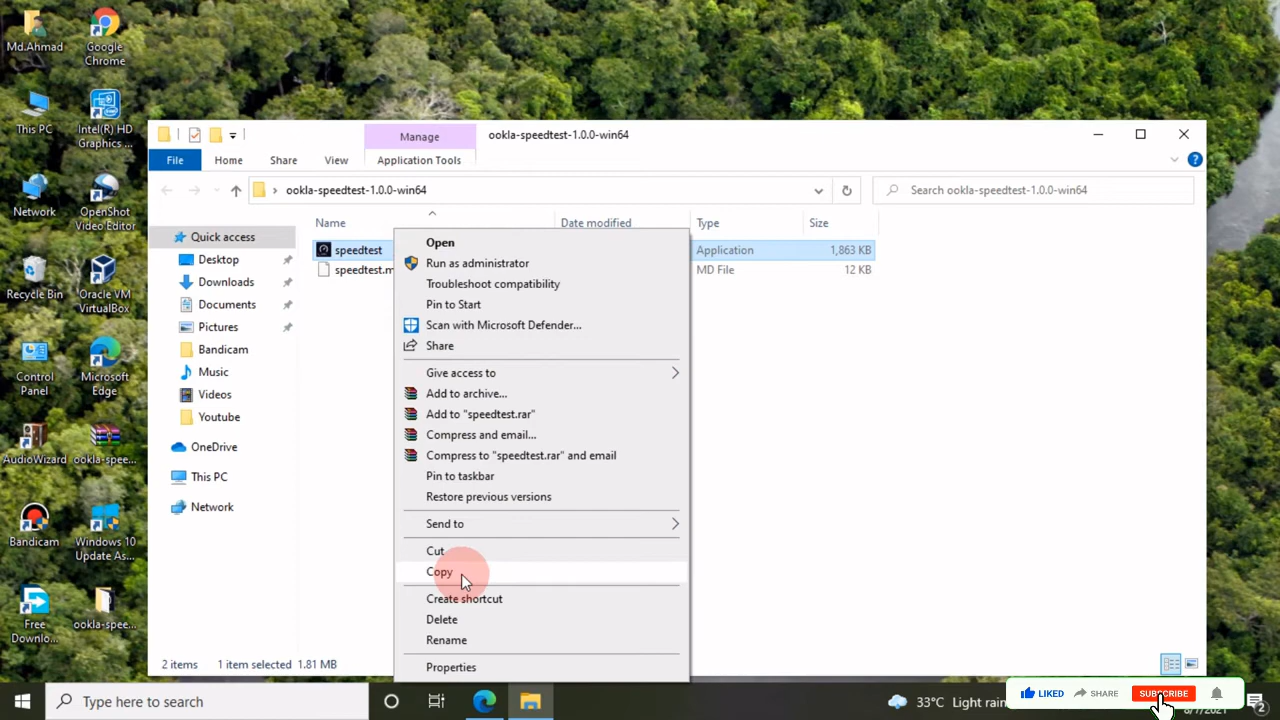 Md.Ahmad
Google
Chrome
This PC
Intel(R) HD
Graphics ...
Network
OpenShot
Video Editor
Recycle Bin
Oracle VM
VirtualBox
Control
Panel
Microsoft
Edge
AudioWizard
ookla-spee...
Bandicam
Windows 10
Update As...
Free
Downlo...
ookla-spee...
Manage
ookla-speedtest-1.0.0-win64
File
Home
Share
View
Application Tools
ookla-speedtest-1.0.0-win64
Search ookla-speedtest-1.0.0-win64
Name
Date modified
Type
Size
Quick access
Desktop
Downloads
Documents
Pictures
Bandicam
Music
Videos
Youtube
OneDrive
This PC
Network
speedtest
Application
1,863 KB
speedtest.m
MD File
12 KB
Open
Run as administrator
Troubleshoot compatibility
Pin to Start
Scan with Microsoft Defender...
Share
Give access to
Add to archive...
Add to "speedtest.rar"
Compress and email...
Compress to "speedtest.rar" and email
Pin to taskbar
Restore previous versions
Send to
Cut
Copy
Create shortcut
Delete
Rename
Properties
2 items
1 item selected 1.81 MB
Type here to search
33°C Light rain
LIKED
SHARE
SUBSCRIBE
2